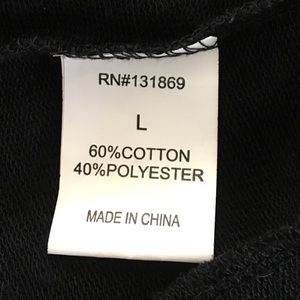 RN#131869
L
60%COTTON
40%POLYESTER
MADE IN CHINA